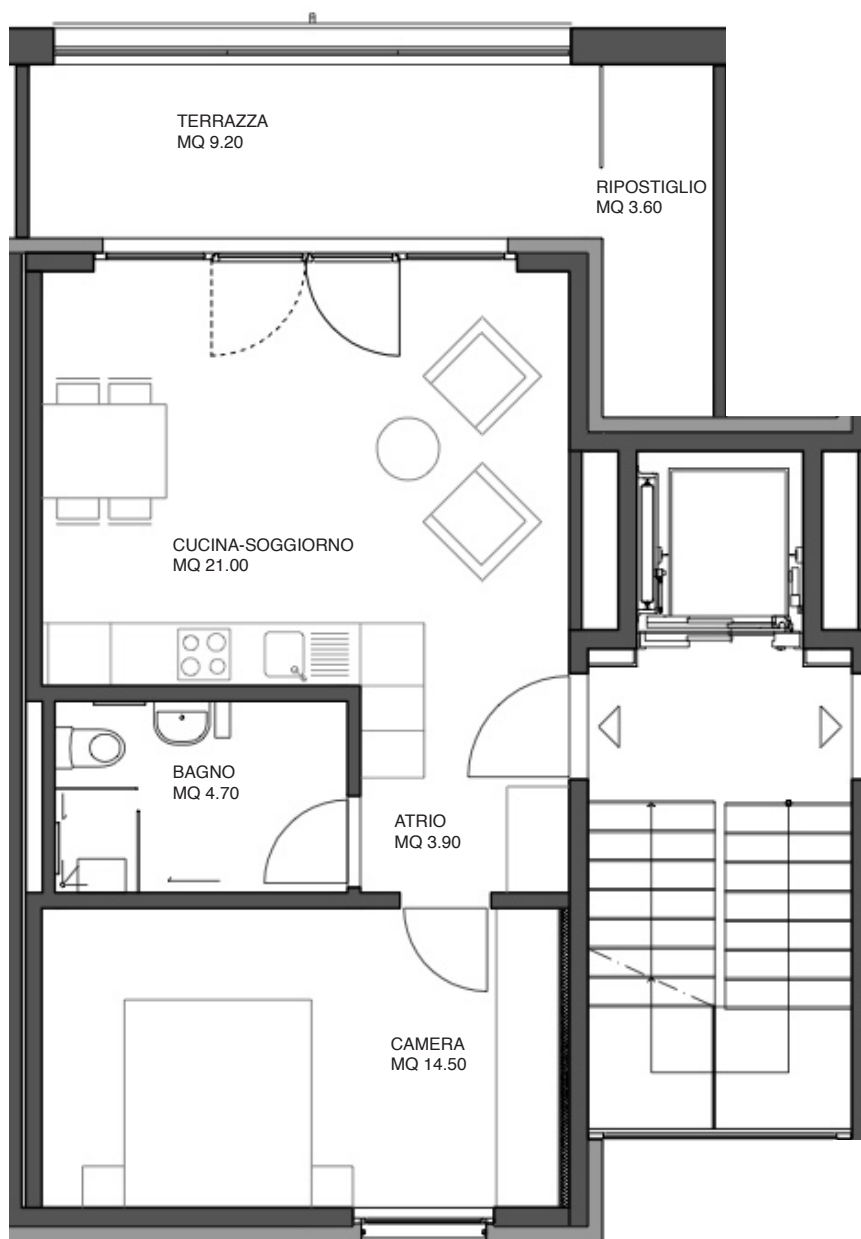 TERRAZZA
MQ 9.20
RIPOSTIGLIO
MQ 3.60
CUCINA-SOGGIORNO
MQ 21.00
BAGNO
MQ 4.70
ATRIO
MQ 3.90
CAMERA
MQ 14.50